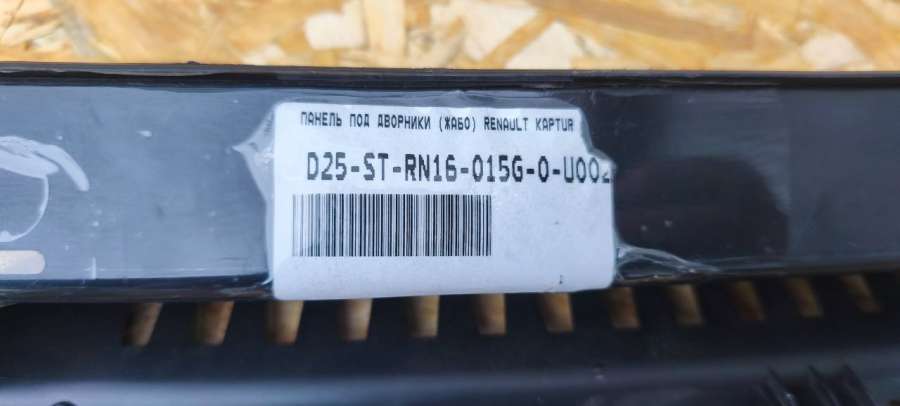 ПАНЕЛЬ ПОД ДВОРНИКИ (ЖАБО) RENAULT KAPTUR
D25-ST-RN16-015G-0-U002